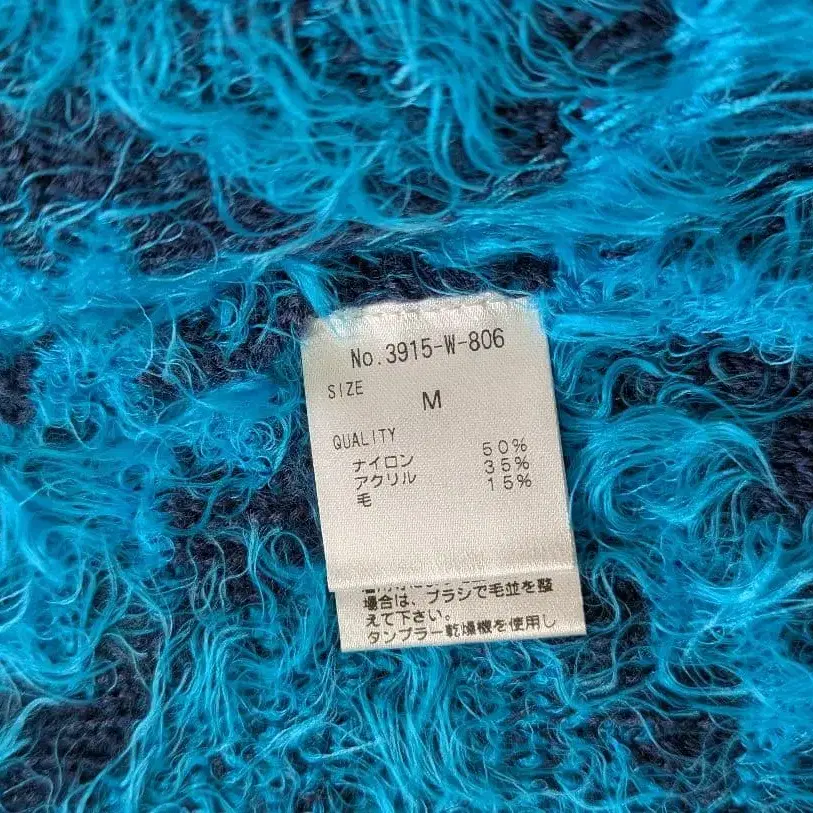 No.3915-W-806
SIZE
M
QUALITY
ナイロン 50%
アクリル 35%
毛 15%
場合は、ブラシで毛並を整
えて下さい。
タンブラー乾燥機を使用し